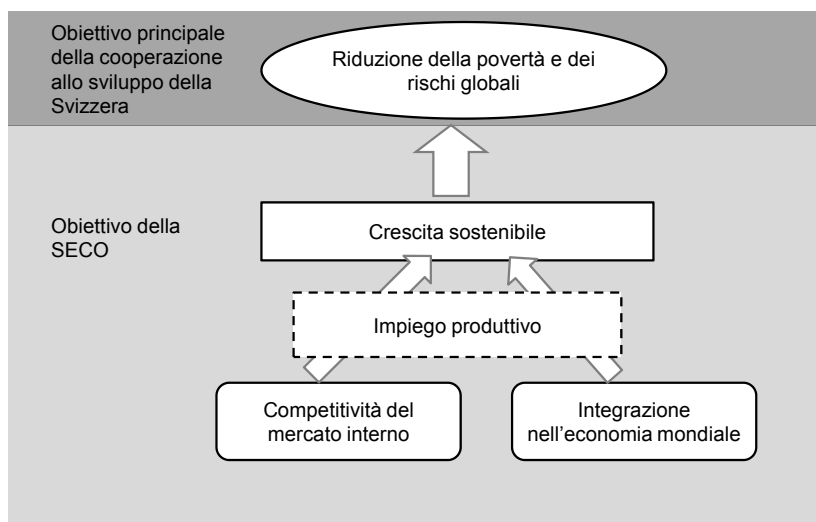 Obiettivo principale
della cooperazione
allo sviluppo della
Svizzera
Riduzione della povertà e dei
rischi globali
Obiettivo della
SECO
Crescita sostenibile
Impiego produttivo
Competitività del
mercato interno
Integrazione
nell'economia mondiale